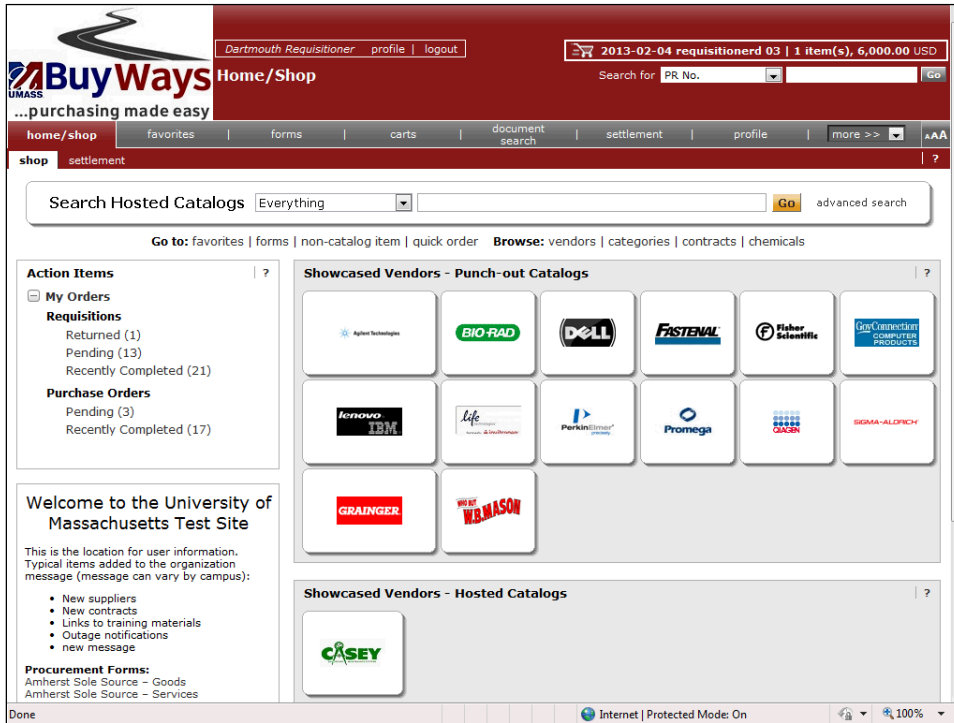 UMASS
BuyWays
...purchasing made easy
Dartmouth Requisitioner profile | logout
2013-02-04 requisitionerd 03 | 1 item(s), 6,000.00 USD
Home/Shop
Search for PR No. Go
home/shop favorites | forms | carts | document search | settlement | profile | more >> AAA
shop settlement | ?
Search Hosted Catalogs Everything Go advanced search
Go to: favorites | forms | non-catalog item | quick order Browse: vendors | categories | contracts | chemicals
Action Items | ?
My Orders
Requisitions
Returned (1)
Pending (13)
Recently Completed (21)
Purchase Orders
Pending (3)
Recently Completed (17)
Welcome to the University of
Massachusetts Test Site
This is the location for user information.
Typical items added to the organization
message (message can vary by campus):
• New suppliers
• New contracts
• Links to training materials
• Outage notifications
• new message
Procurement Forms:
Amherst Sole Source – Goods
Amherst Sole Source – Services
Showcased Vendors - Punch-out Catalogs | ?
Agilent Technologies
BIO-RAD
DELL
FASTENAL
Fisher
Scientific
GovConnection
COMPUTER
PRODUCTS
lenovo
IBM
life
technologies
invitrogen
PerkinElmer
precisely
Promega
QIAGEN
SIGMA-ALDRICH
GRAINGER
WHO BUT
W.B.MASON
Showcased Vendors - Hosted Catalogs | ?
CASEY
Done
Internet | Protected Mode: On
100%